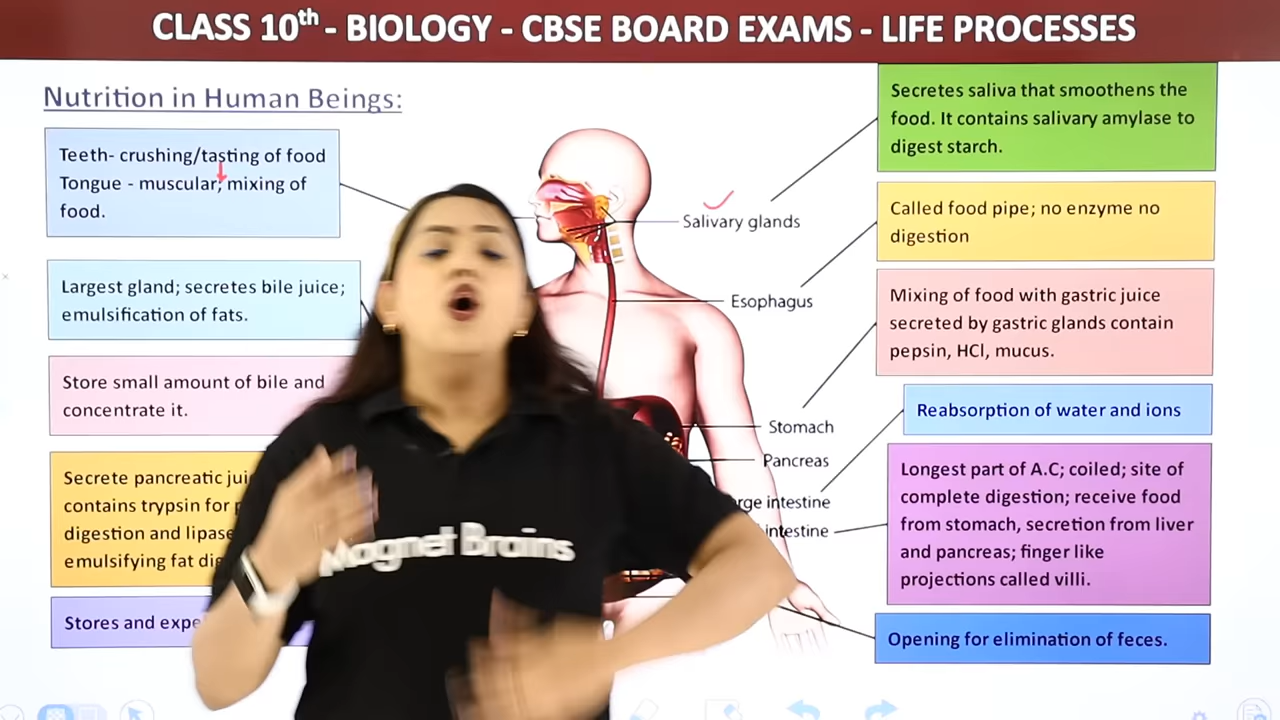 CLASS 10th - BIOLOGY - CBSE BOARD EXAMS - LIFE PROCESSES
Nutrition in Human Beings:
Teeth- crushing/tasting of food
Tongue - muscular; mixing of
food.
Largest gland; secretes bile juice;
emulsification of fats.
Store small amount of bile and
concentrate it.
Secrete pancreatic
contains trypsin for
digestion and lipase
emulsifying fat
Stores and
Salivary glands
Esophagus
Stomach
Pancreas
intestine
intestine
Secretes saliva that smoothens the
food. It contains salivary amylase to
digest starch.
Called food pipe; no enzyme no
digestion
Mixing of food with gastric juice
secreted by gastric glands contain
pepsin, HCl, mucus.
Reabsorption of water and ions
Longest part of A.C; coiled; site of
complete digestion; receive food
from stomach, secretion from liver
and pancreas; finger like
projections called villi.
Opening for elimination of feces.
Magnet Brains